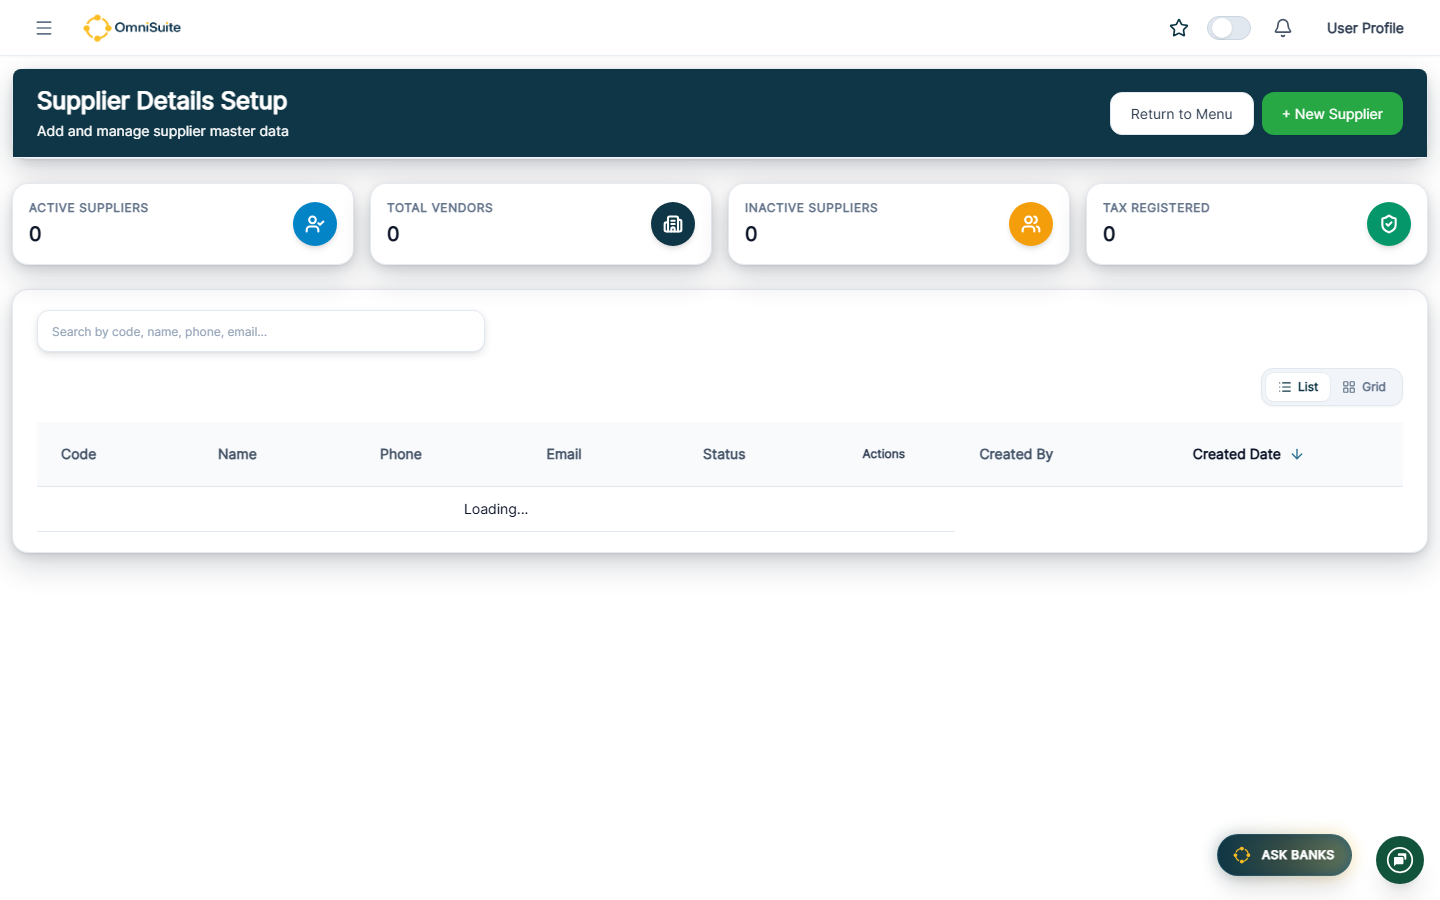 OmniSuite
User Profile
Supplier Details Setup
Add and manage supplier master data
Return to Menu
+ New Supplier
ACTIVE SUPPLIERS
0
TOTAL VENDORS
0
INACTIVE SUPPLIERS
0
TAX REGISTERED
0
Search by code, name, phone, email...
List
Grid
Code Name Phone Email Status Actions Created By Created Date
Loading...
ASK BANKS